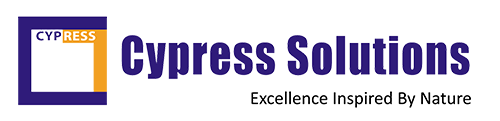 CYPRESS
Cypress Solutions
Excellence Inspired By Nature